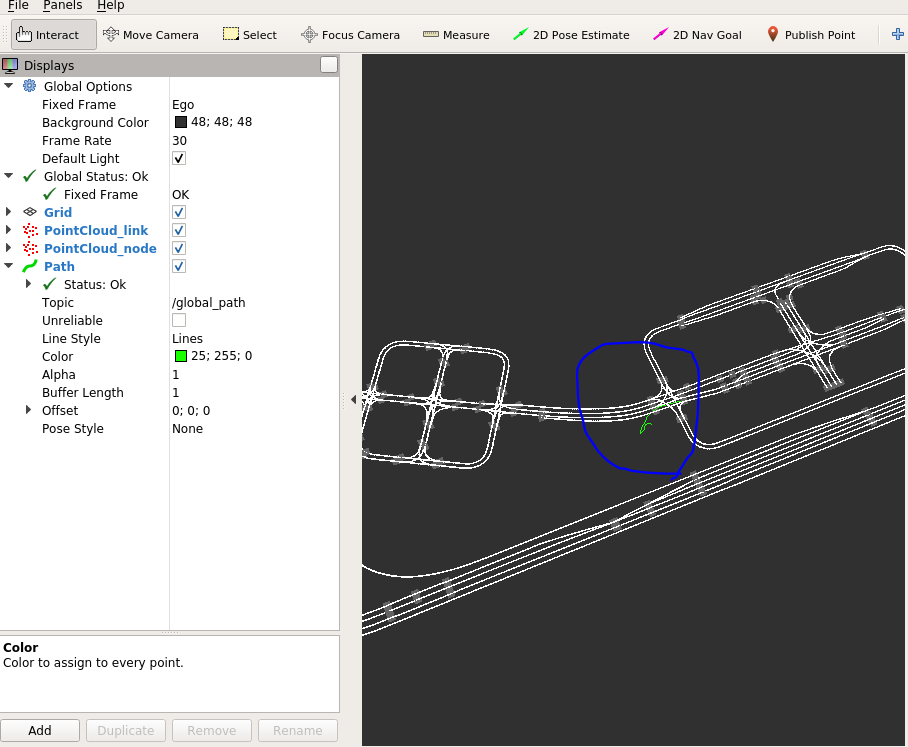 File Panels Help
Interact Move Camera Select Focus Camera Measure 2D Pose Estimate 2D Nav Goal Publish Point
Displays
Global Options
Fixed Frame Ego
Background Color 48; 48; 48
Frame Rate 30
Default Light
Global Status: Ok
Fixed Frame OK
Grid
PointCloud_link
PointCloud_node
Path
Status: Ok
Topic /global_path
Unreliable
Line Style Lines
Color 25; 255; 0
Alpha 1
Buffer Length 1
Offset 0; 0; 0
Pose Style None
Color
Color to assign to every point.
Add Duplicate Remove Rename